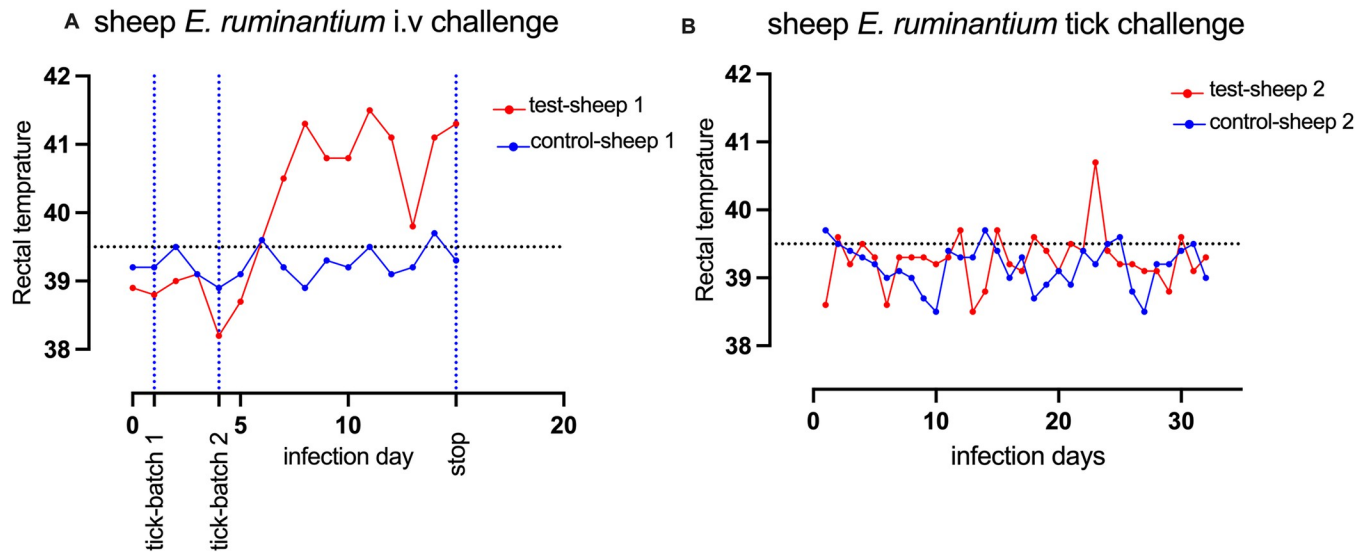 A sheep E. ruminantium i.v challenge
42
41
40
39
38
Rectal temprature
test-sheep 1
control-sheep 1
0
5
10
20
infection day
tick-batch 1
tick-batch 2
stop
B sheep E. ruminantium tick challenge
42
41
40
39
38
Rectal temprature
test-sheep 2
control-sheep 2
0
10
20
30
infection days